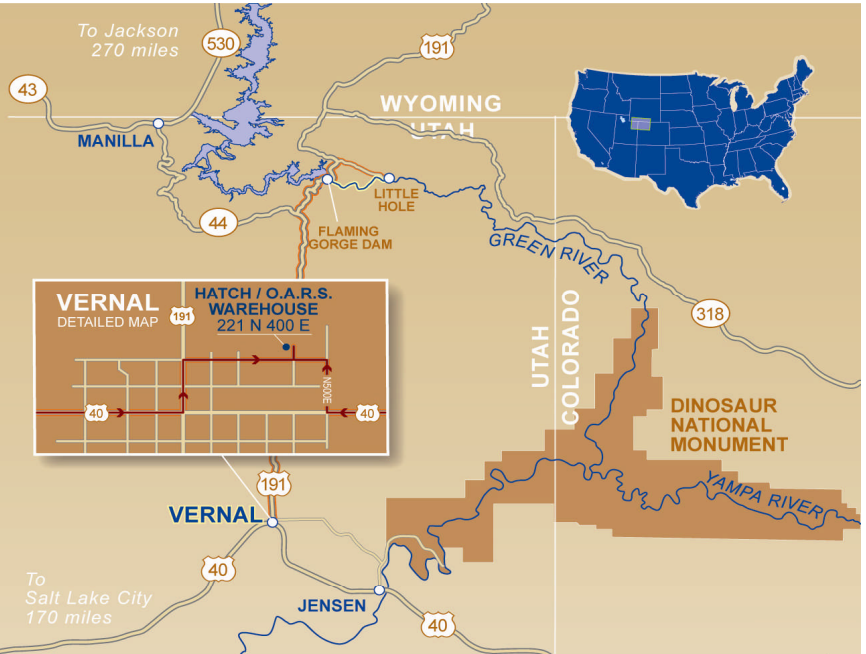 To Jackson
270 miles
530
191
43
WYOMING
UTAH
MANILLA
LITTLE
HOLE
44
FLAMING
GORGE DAM
GREEN RIVER
318
UTAH
COLORADO
VERNAL
DETAILED MAP
191
HATCH / O.A.R.S.
WAREHOUSE
221 N 400 E
N500E
40
40
DINOSAUR
NATIONAL
MONUMENT
YAMPA RIVER
191
VERNAL
40
To
Salt Lake City
170 miles
JENSEN
40